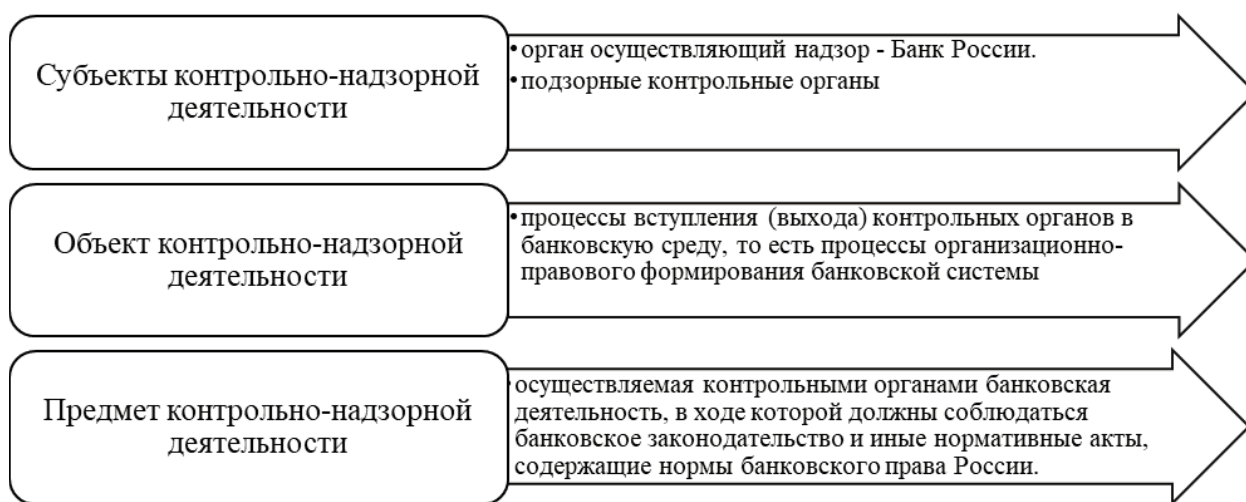 Субъекты контрольно-надзорной
деятельности
•орган осуществляющий надзор - Банк России.
•подзорные контрольные органы
Объект контрольно-надзорной
деятельности
•процессы вступления (выхода) контрольных органов в
банковскую среду, то есть процессы организационно-
правового формирования банковской системы
Предмет контрольно-надзорной
деятельности
•осуществляемая контрольными органами банковская
деятельность, в ходе которой должны соблюдаться
банковское законодательство и иные нормативные акты,
содержащие нормы банковского права России.